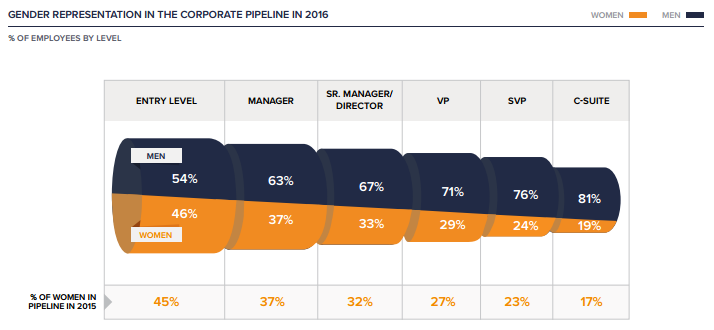 GENDER REPRESENTATION IN THE CORPORATE PIPELINE IN 2016
WOMEN MEN
% OF EMPLOYEES BY LEVEL
ENTRY LEVEL MANAGER SR. MANAGER/ DIRECTOR VP SVP C-SUITE
MEN
54% 63% 67% 71% 76% 81%
46% 37% 33% 29% 24% 19%
WOMEN
% OF WOMEN IN
PIPELINE IN 2015
45% 37% 32% 27% 23% 17%